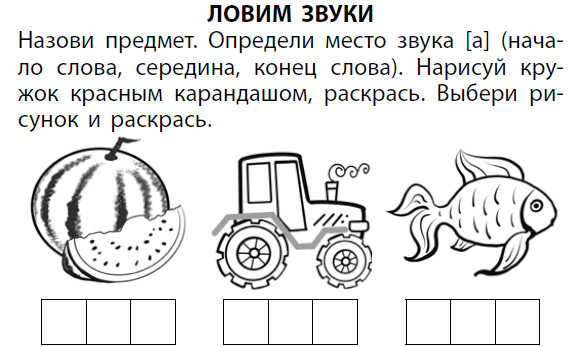 ЛОВИМ ЗВУКИ
Назови предмет. Определи место звука [а] (нача-
ло слова, середина, конец слова). Нарисуй кру-
жок красным карандашом, раскрась. Выбери ри-
сунок и раскрась.